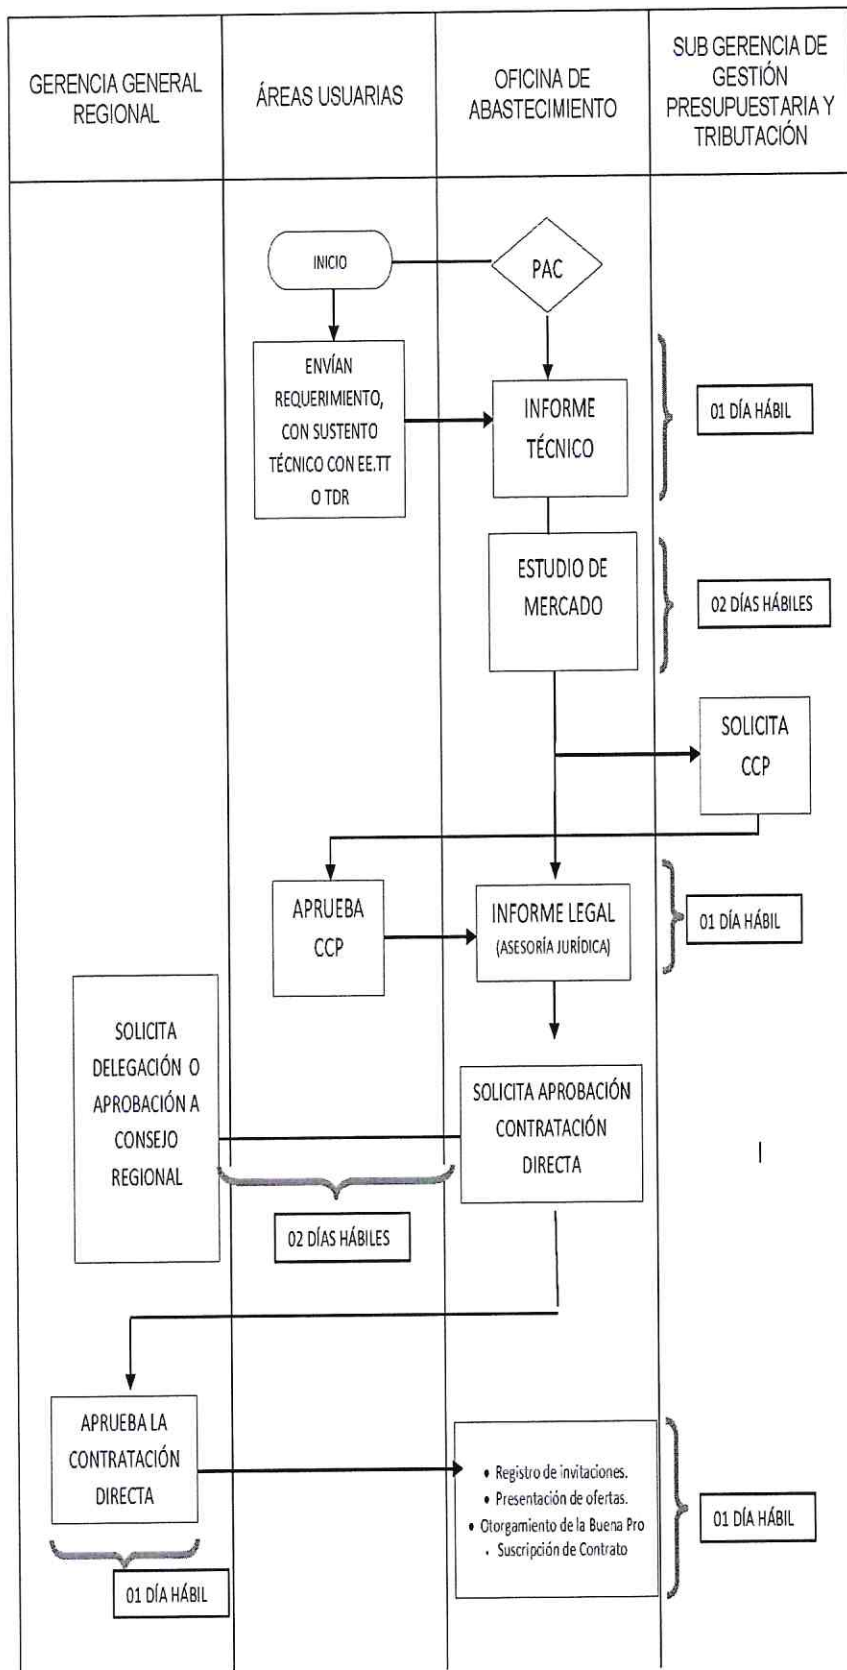 GERENCIA GENERAL
REGIONAL
ÁREAS USUARIAS
OFICINA DE
ABASTECIMIENTO
SUB GERENCIA DE
GESTIÓN
PRESUPUESTARIA Y
TRIBUTACIÓN
INICIO
PAC
ENVÍAN
REQUERIMIENTO,
CON SUSTENTO
TÉCNICO CON EE.TT
O TDR
INFORME
TÉCNICO
01 DÍA HÁBIL
ESTUDIO DE
MERCADO
02 DÍAS HÁBILES
SOLICITA
CCP
APRUEBA
CCP
INFORME LEGAL
(ASESORÍA JURÍDICA)
01 DÍA HÁBIL
SOLICITA
DELEGACIÓN O
APROBACIÓN A
CONSEJO
REGIONAL
SOLICITA APROBACIÓN
CONTRATACIÓN
DIRECTA
02 DÍAS HÁBILES
APRUEBA LA
CONTRATACIÓN
DIRECTA
• Registro de invitaciones.
• Presentación de ofertas.
• Otorgamiento de la Buena Pro
• Suscripción de Contrato
01 DÍA HÁBIL
01 DÍA HÁBIL